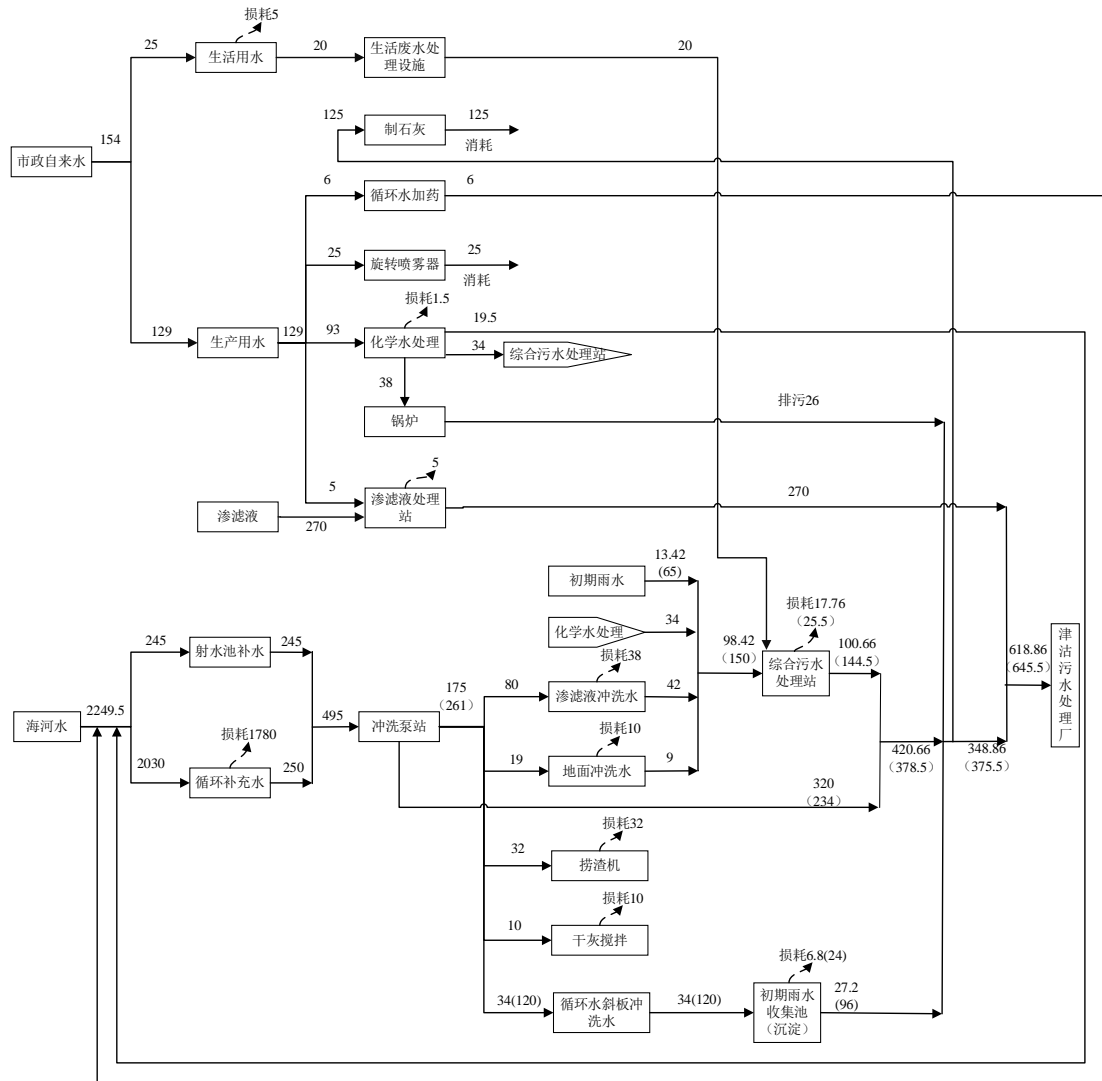 损耗5
25
生活用水
20
生活废水处
理设施
20
154
市政自来水
125
制石灰
125
消耗
6
循环水加药
6
25
旋转喷雾器
25
消耗
损耗1.5
19.5
129
生产用水
129
93
化学水处理
34
综合污水处理站
38
锅炉
排污26
5
5
渗滤液处理
站
270
渗滤液
270
初期雨水
13.42
(65)
化学水处理
34
损耗17.76
(25.5)
245
射水池补水
245
98.42
（150）
综合污水
处理站
100.66
（144.5）
618.86
（645.5）
津沽污水处理厂
损耗38
175
（261）
80
渗滤液冲洗水
42
海河水
2249.5
495
冲洗泵站
损耗1780
损耗10
2030
循环补充水
250
19
地面冲洗水
9
420.66
（378.5）
348.86
（375.5）
320
（234）
损耗32
32
捞渣机
损耗10
10
干灰搅拌
损耗6.8(24)
34(120)
循环水斜板冲
洗水
34(120)
初期雨水
收集池
（沉淀）
27.2
(96)